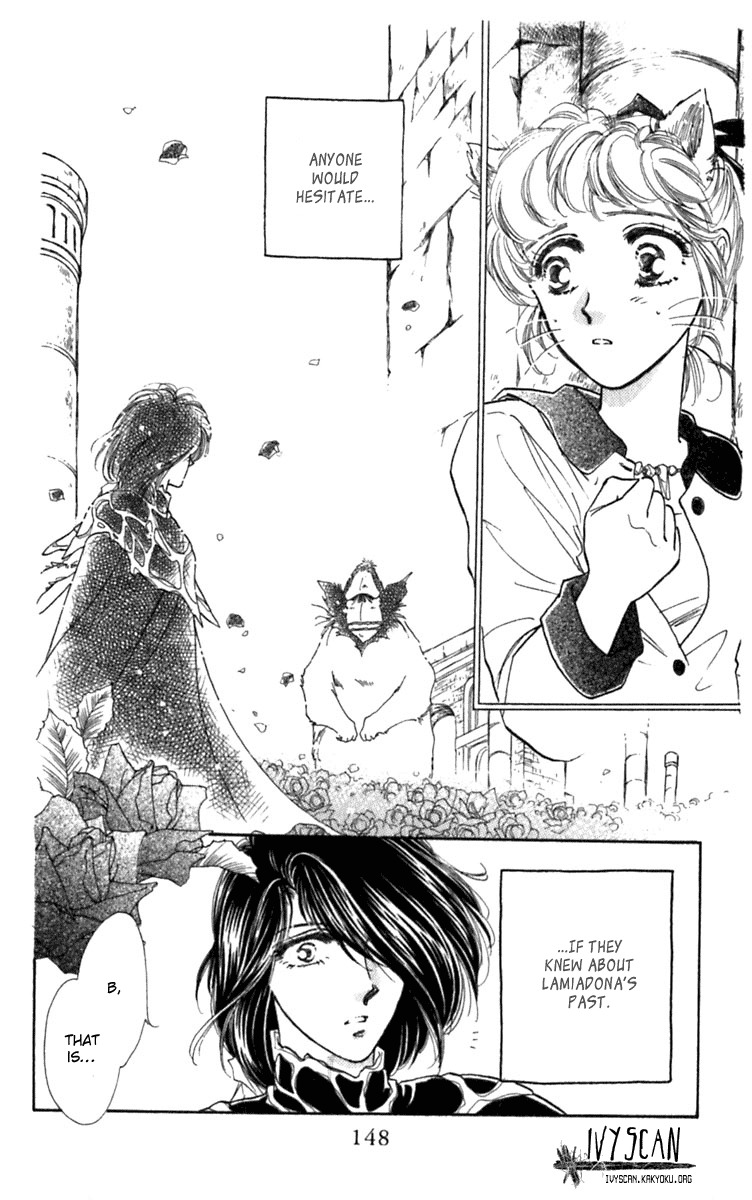 ANYONE
WOULD
HESITATE...
...IF THEY
KNEW ABOUT
LAMIADONA'S
PAST.
B,
THAT
IS...
148
IVYSCAN
IVYSCAN.KAKYOKU.ORG